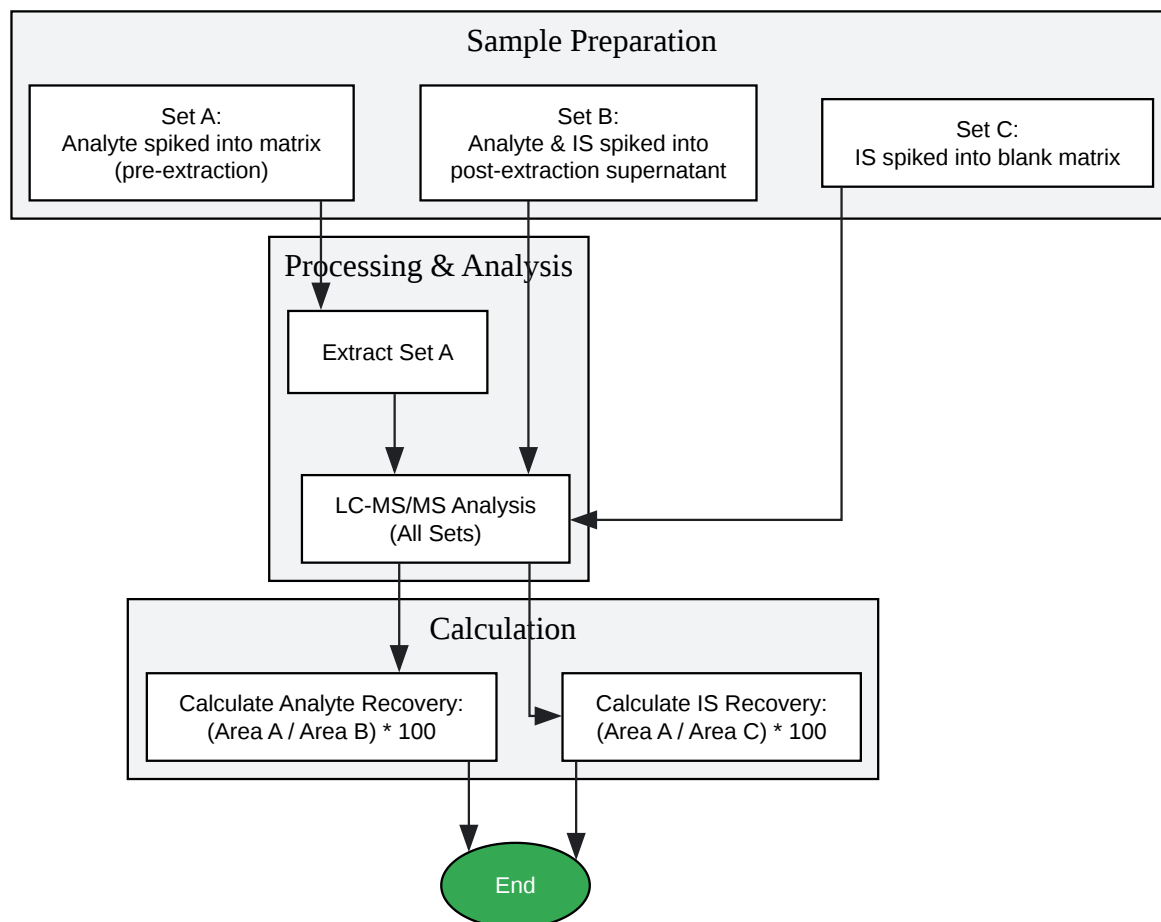 Sample Preparation
Set A:
Analyte spiked into matrix
(pre-extraction)
Set B:
Analyte & IS spiked into
post-extraction supernatant
Set C:
IS spiked into blank matrix
Processing & Analysis
Extract Set A
LC-MS/MS Analysis
(All Sets)
Calculation
Calculate Analyte Recovery:
(Area A / Area B) * 100
Calculate IS Recovery:
(Area A / Area C) * 100
End